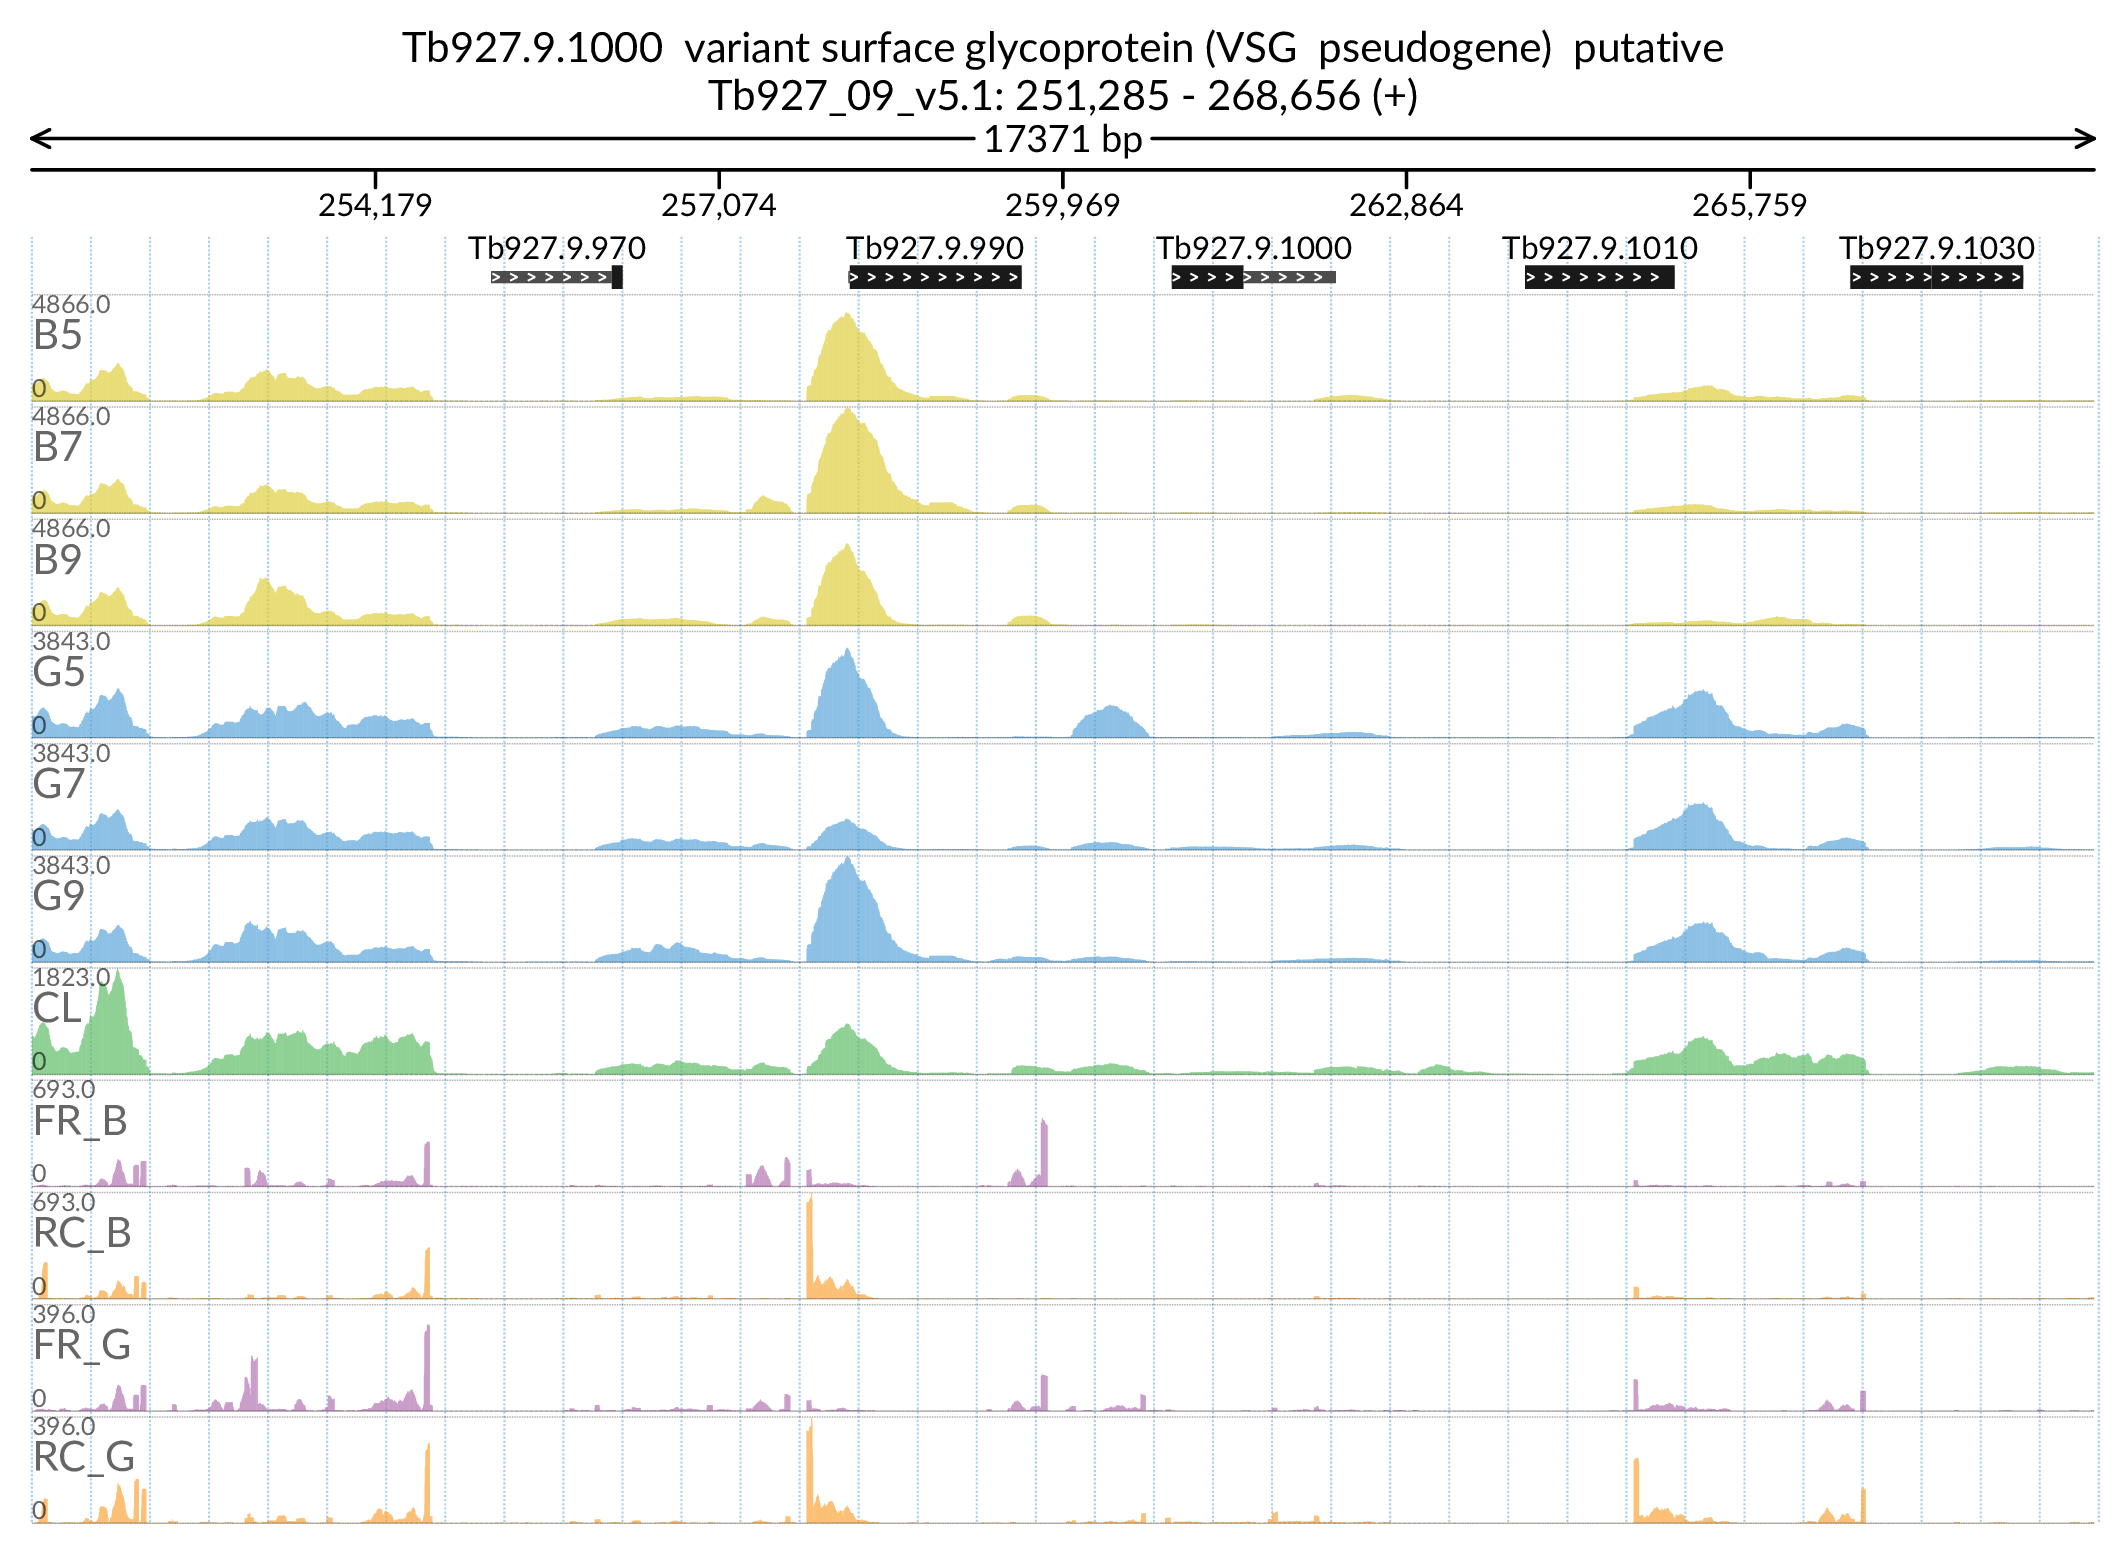 Tb927.9.1000 variant surface glycoprotein (VSG pseudogene) putative
Tb927_09_v5.1: 251,285 - 268,656 (+)
17371 bp
254,179 257,074 259,969 262,864 265,759
Tb927.9.970 Tb927.9.990 Tb927.9.1000 Tb927.9.1010 Tb927.9.1030
4866.0
B5
0
4866.0
B7
0
4866.0
B9
0
3843.0
G5
0
3843.0
G7
0
3843.0
G9
0
1823.0
CL
0
693.0
FR_B
0
693.0
RC_B
0
396.0
FR_G
0
396.0
RC_G
0